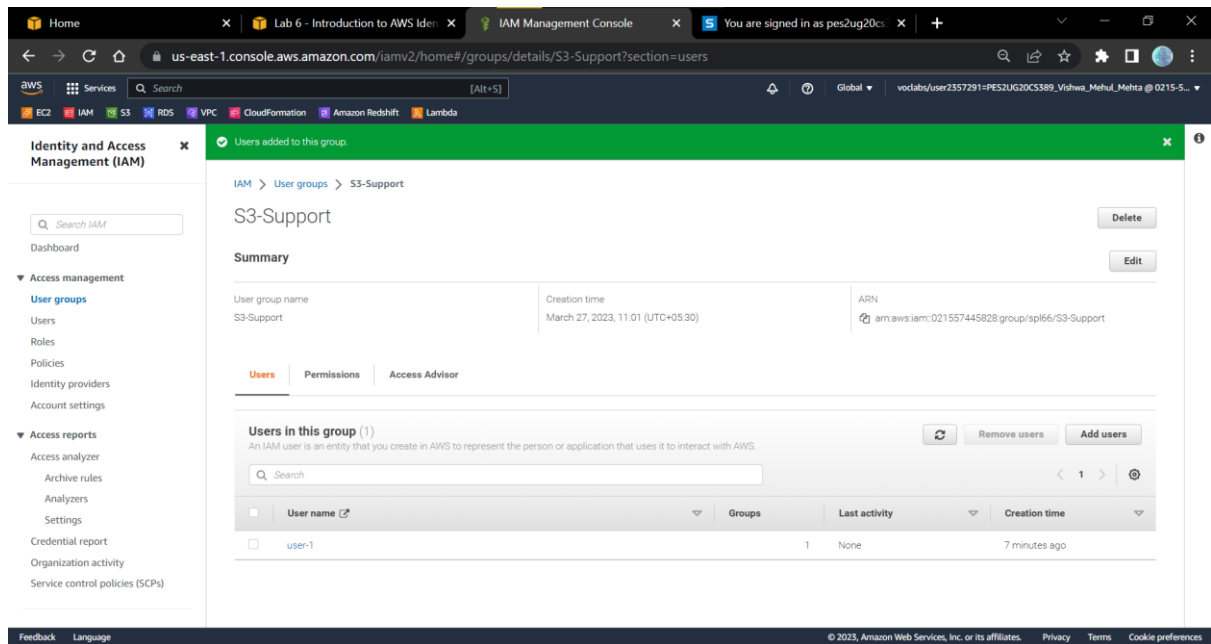 Home
Lab 6 - Introduction to AWS Iden
IAM Management Console
You are signed in as pes2ug20cs3
us-east-1.console.aws.amazon.com/iamv2/home#/groups/details/S3-Support?section=users
aws Services Search [Alt+S] Global voclabs/user2357291=PES2UG20CS389_Vishwa_Mehul_Mehta @ 0215-5...
EC2 IAM S3 RDS VPC CloudFormation Amazon Redshift Lambda
Identity and Access
Management (IAM)
Search IAM
Dashboard
Access management
User groups
Users
Roles
Policies
Identity providers
Account settings
Access reports
Access analyzer
Archive rules
Analyzers
Settings
Credential report
Organization activity
Service control policies (SCPs)
Users added to this group.
IAM > User groups > S3-Support
S3-Support
Delete
Summary
Edit
User group name
S3-Support
Creation time
March 27, 2023, 11:01 (UTC+05:30)
ARN
arn:aws:iam::021557445828:group/spl66/S3-Support
Users Permissions Access Advisor
Users in this group (1)
An IAM user is an entity that you create in AWS to represent the person or application that uses it to interact with AWS.
Remove users
Add users
Search
1
User name Groups Last activity Creation time
user-1 1 None 7 minutes ago
Feedback Language © 2023, Amazon Web Services, Inc. or its affiliates. Privacy Terms Cookie preferences